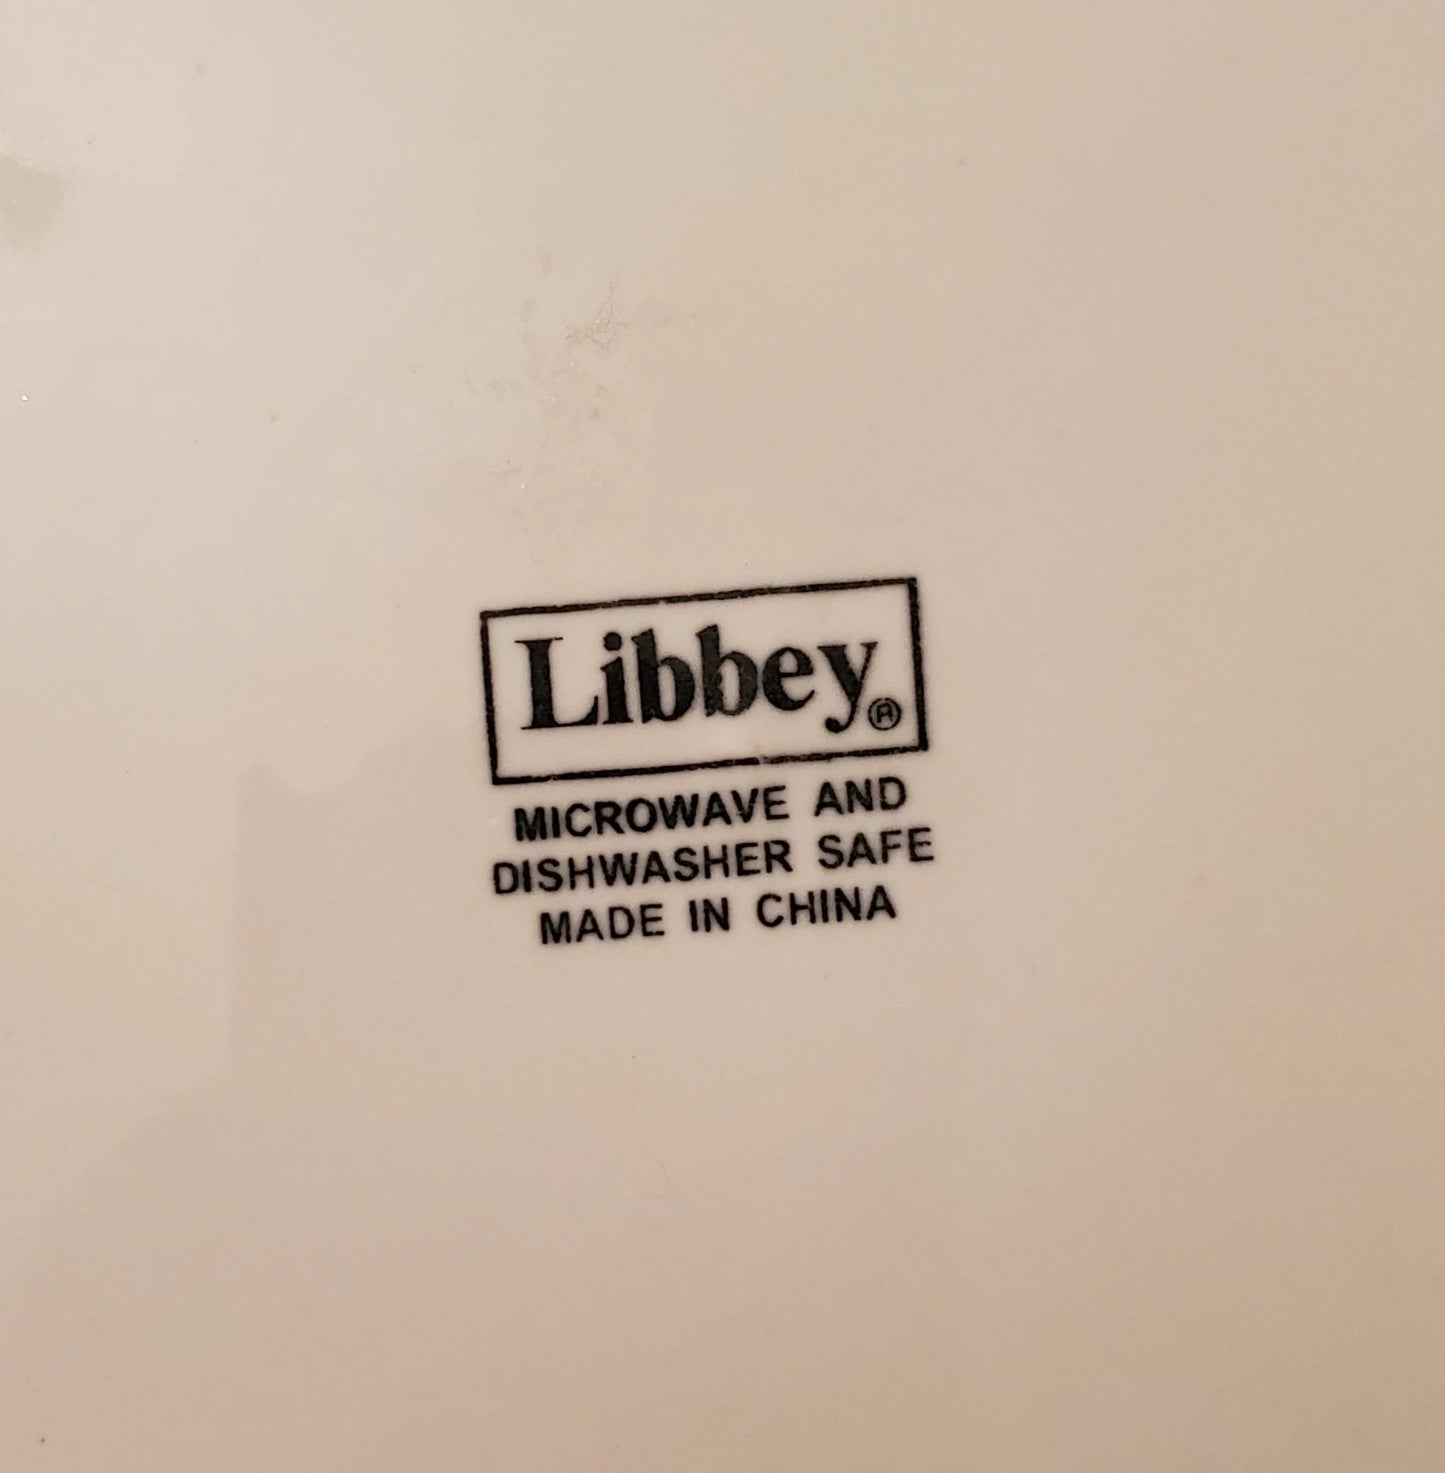 Libbey®
MICROWAVE AND
DISHWASHER SAFE
MADE IN CHINA